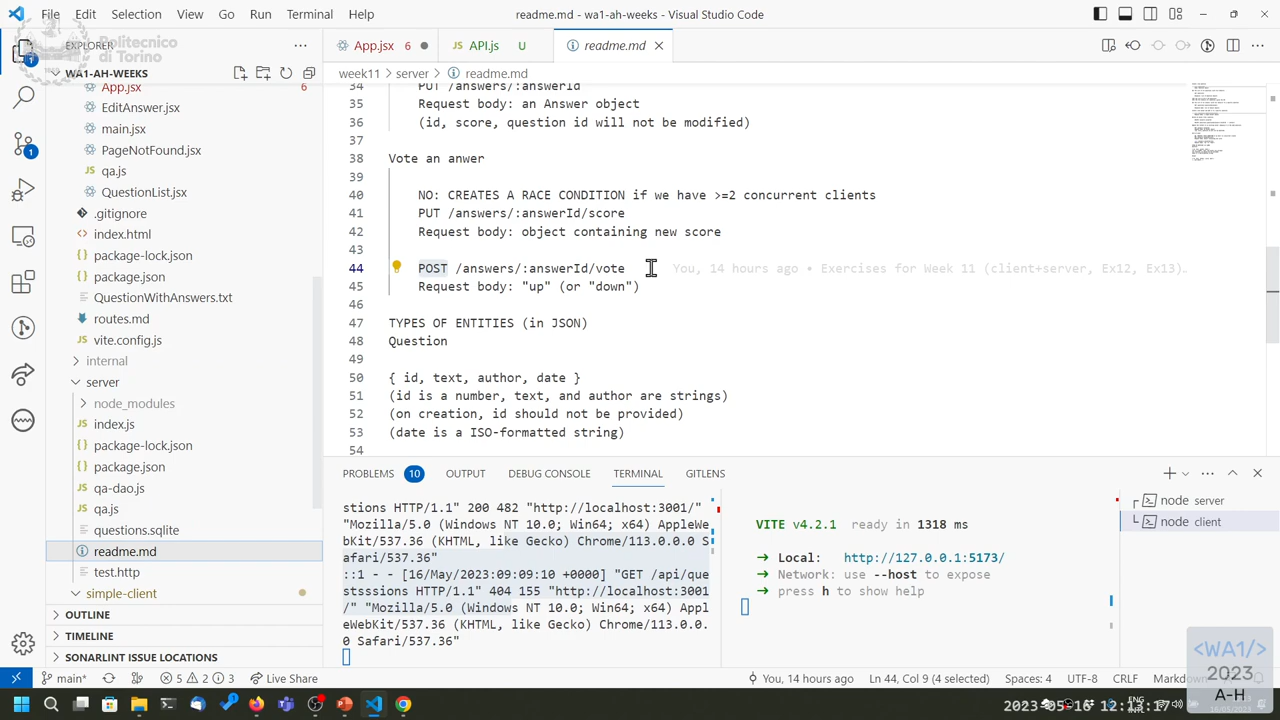 File Edit Selection View Go Run Terminal Help
readme.md - wa1-ah-weeks - Visual Studio Code
EXPLORER
Politecnico
di Torino
WA1-AH-WEEKS
App.jsx 6
EditAnswer.jsx
main.jsx
PageNotFound.jsx
qa.js
QuestionList.jsx
.gitignore
index.html
package-lock.json
package.json
QuestionWithAnswers.txt
routes.md
vite.config.js
internal
server
node_modules
index.js
package-lock.json
package.json
qa-dao.js
qa.js
questions.sqlite
readme.md
test.http
simple-client
OUTLINE
TIMELINE
SONARLINT ISSUE LOCATIONS
App.jsx 6
API.js U
readme.md
week11 > server > readme.md
34 PUT /answers/:answerId
35 Request body: an Answer object
36 (id, score, question id will not be modified)
37
38 Vote an anwer
39
40 NO: CREATES A RACE CONDITION if we have >=2 concurrent clients
41 PUT /answers/:answerId/score
42 Request body: object containing new score
43
44 POST /answers/:answerId/vote You, 14 hours ago • Exercises for Week 11 (client+server, Ex12, Ex13)…
45 Request body: "up" (or "down")
46
47 TYPES OF ENTITIES (in JSON)
48 Question
49
50 { id, text, author, date }
51 (id is a number, text, and author are strings)
52 (on creation, id should not be provided)
53 (date is a ISO-formatted string)
54
PROBLEMS 10 OUTPUT DEBUG CONSOLE TERMINAL GITLENS
stions HTTP/1.1" 200 482 "http://localhost:3001/"
"Mozilla/5.0 (Windows NT 10.0; Win64; x64) AppleWe
bKit/537.36 (KHTML, like Gecko) Chrome/113.0.0.0 S
afari/537.36"
::1 - - [16/May/2023:09:09:10 +0000] "GET /api/que
stsssions HTTP/1.1" 404 155 "http://localhost:3001
/" "Mozilla/5.0 (Windows NT 10.0; Win64; x64) Appl
eWebKit/537.36 (KHTML, like Gecko) Chrome/113.0.0.
0 Safari/537.36"
VITE v4.2.1 ready in 1318 ms
➜ Local: http://127.0.0.1:5173/
➜ Network: use --host to expose
➜ press h to show help
node server
node client
main* 5 2 3 Live Share
You, 14 hours ago Ln 44, Col 9 (4 selected) Spaces: 4 UTF-8 CRLF Markdown
<WA1/>
2023
A-H
ENG